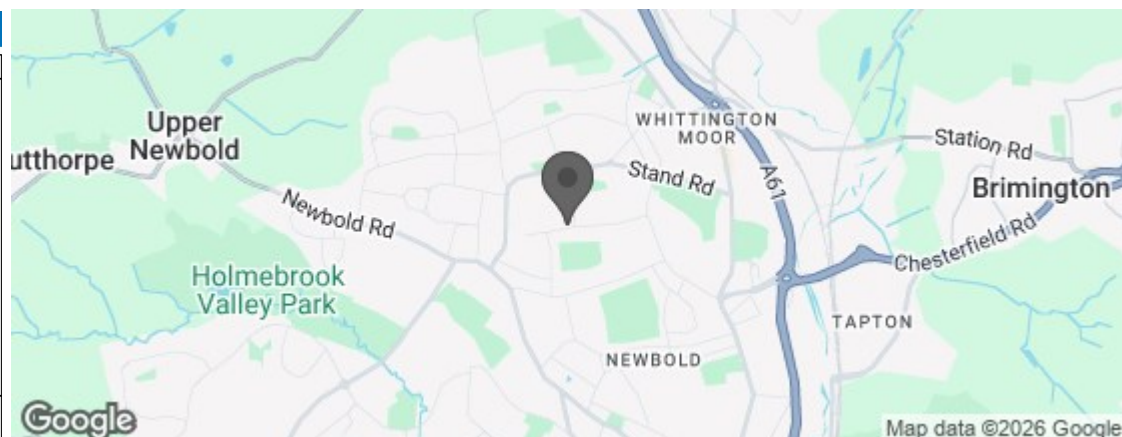 WHITTINGTON
MOOR
Upper
Newbold
utthorpe
Station Rd
Stand Rd
A61
Brimington
Newbold Rd
Chesterfield Rd
Holmebrook
Valley Park
TAPTON
NEWBOLD
Google
Map data ©2026 Google